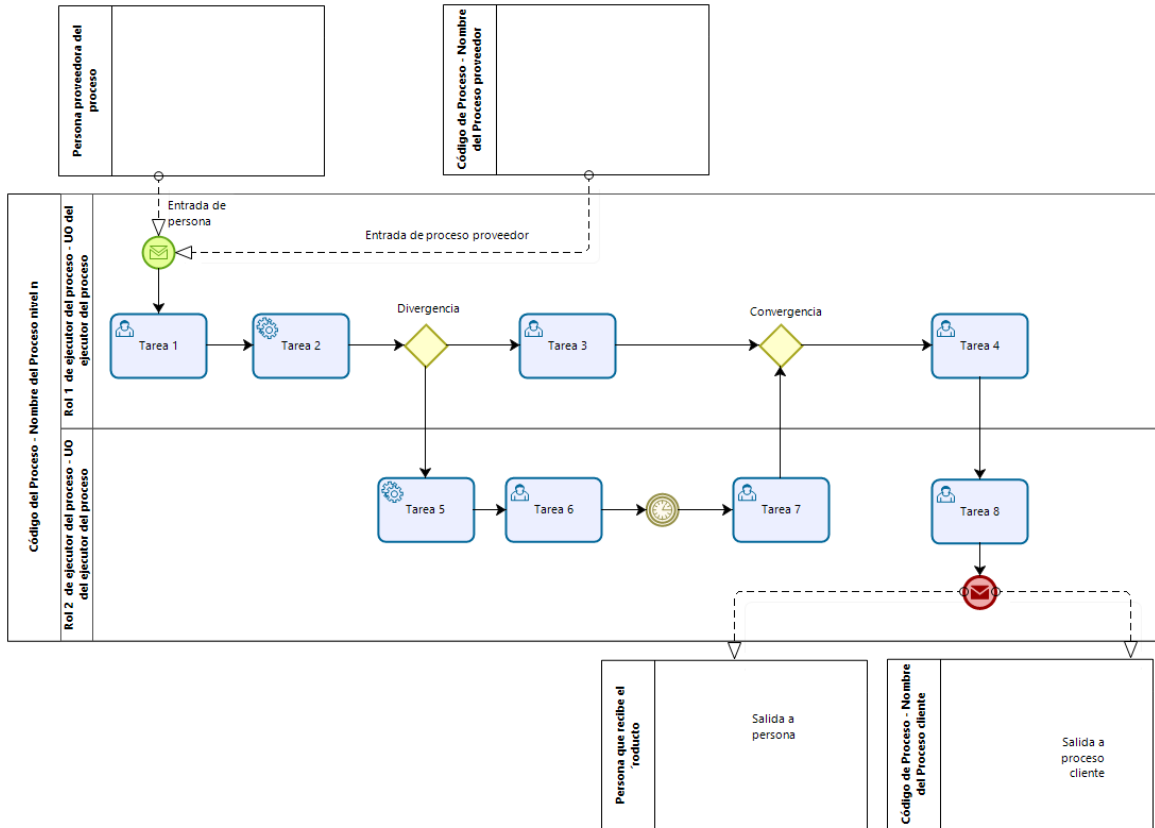 Persona proveedora del
proceso
Código de Proceso - Nombre
del Proceso proveedor
Código del Proceso - Nombre del Proceso nivel n
Rol 1 de ejecutor del proceso - UO del
ejecutor del proceso
Entrada de
persona
Entrada de proceso proveedor
Tarea 1
Tarea 2
Divergencia
Tarea 3
Convergencia
Tarea 4
Rol 2 de ejecutor del proceso - UO
del ejecutor del proceso
Tarea 5
Tarea 6
Tarea 7
Tarea 8
Persona que recibe el
'roducto
Salida a
persona
Código de Proceso - Nombre
del Proceso cliente
Salida a
proceso
cliente